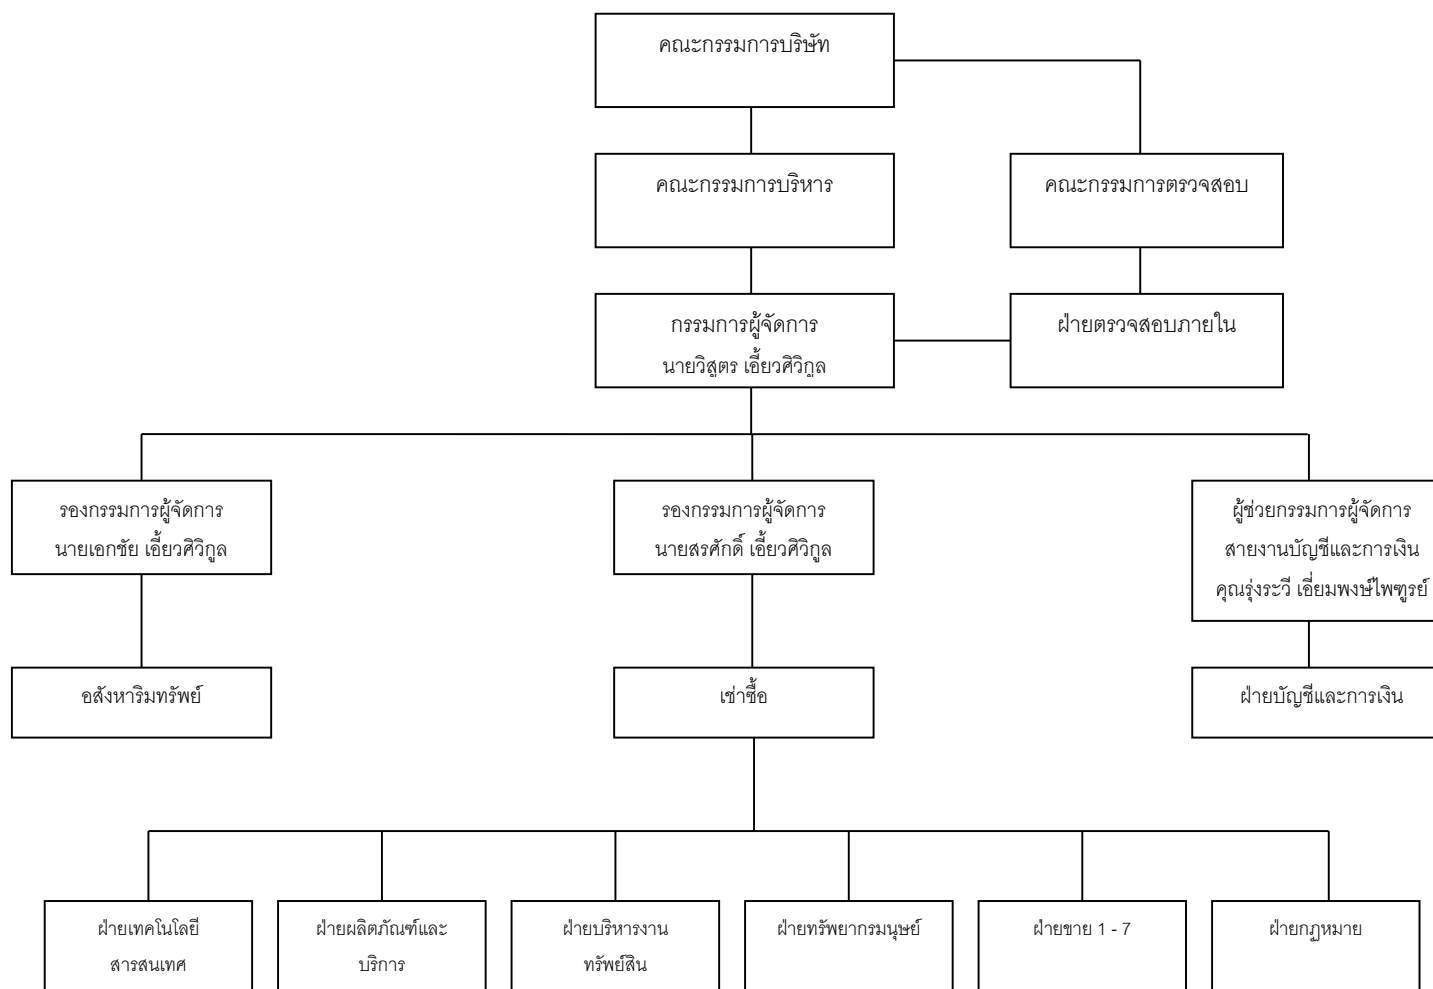 คณะกรรมการบริษัท
คณะกรรมการบริหาร
คณะกรรมการตรวจสอบ
กรรมการผู้จัดการ
นายวิสูตร เอี้ยวศิวิกูล
ฝ่ายตรวจสอบภายใน
รองกรรมการผู้จัดการ
นายเอกชัย เอี้ยวศิวิกูล
รองกรรมการผู้จัดการ
นายสรศักดิ์ เอี้ยวศิวิกูล
ผู้ช่วยกรรมการผู้จัดการ
สายงานบัญชีและการเงิน
คุณรุ่งระวี เอี่ยมพงษ์ไพฑูรย์
อสังหาริมทรัพย์
เช่าซื้อ
ฝ่ายบัญชีและการเงิน
ฝ่ายเทคโนโลยี
สารสนเทศ
ฝ่ายผลิตภัณฑ์และ
บริการ
ฝ่ายบริหารงาน
ทรัพย์สิน
ฝ่ายทรัพยากรมนุษย์
ฝ่ายขาย 1 - 7
ฝ่ายกฎหมาย